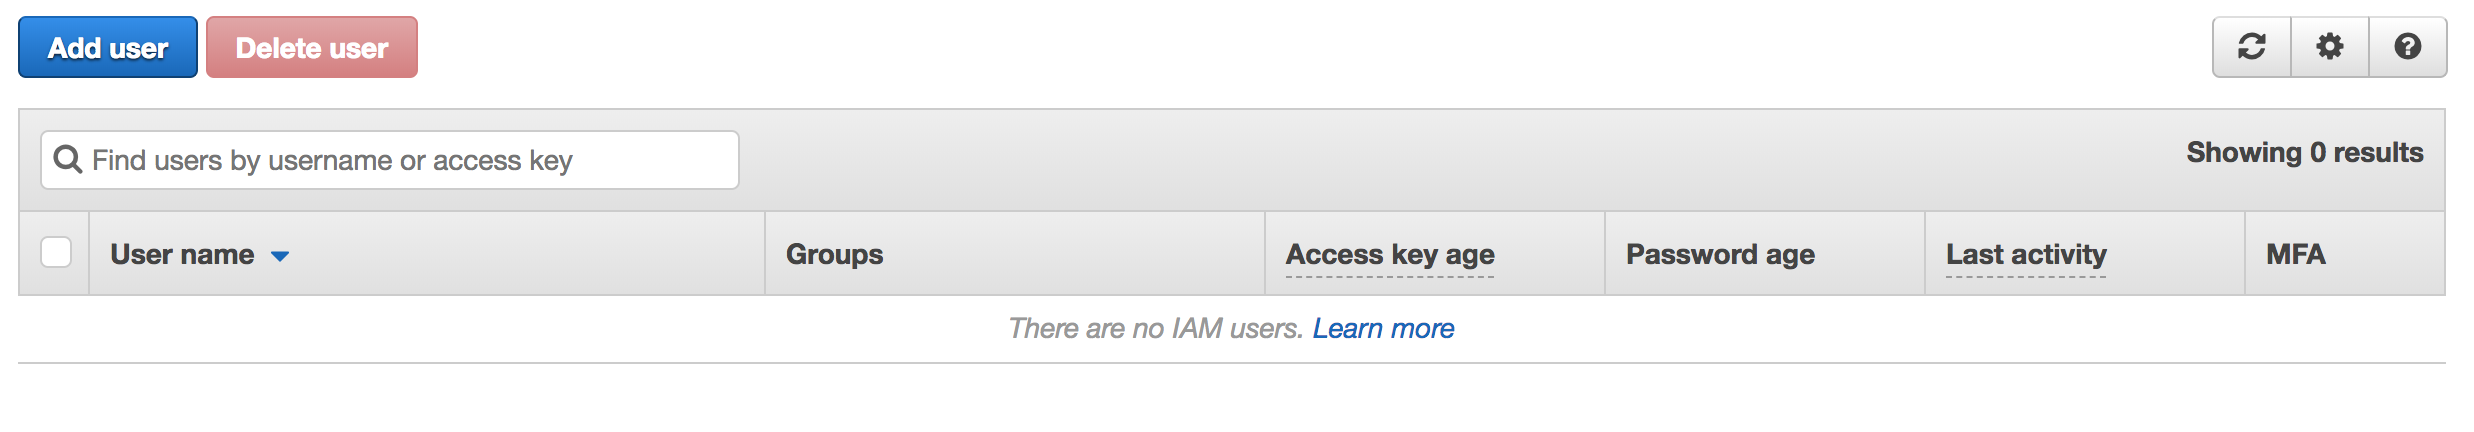 Add user Delete user
Find users by username or access key Showing 0 results
User name Groups Access key age Password age Last activity MFA
There are no IAM users. Learn more